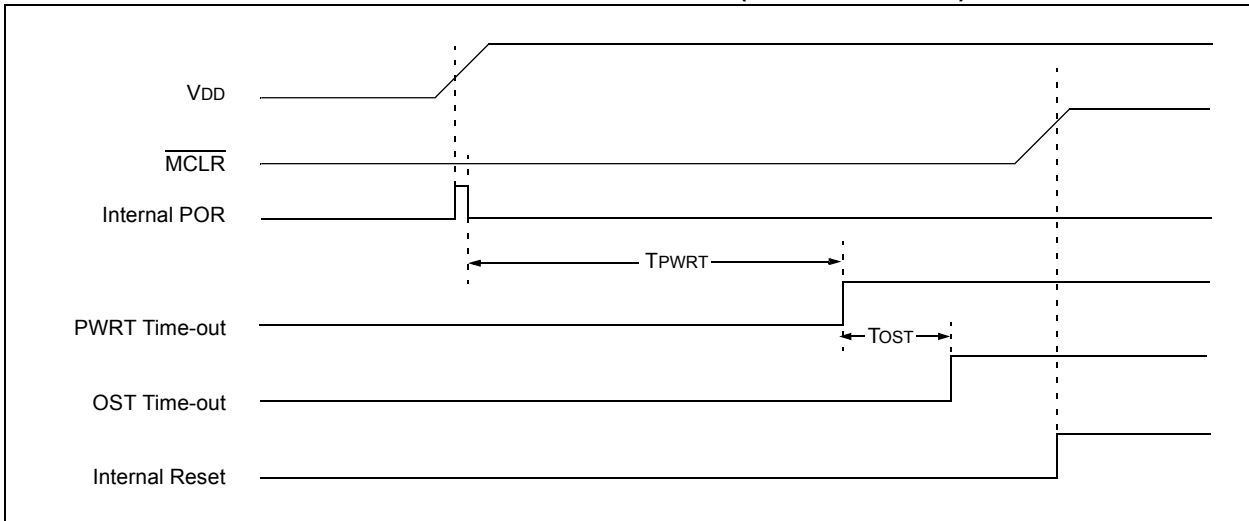 VDD
MCLR
Internal POR
TPWRT
PWRT Time-out
TOST
OST Time-out
Internal Reset